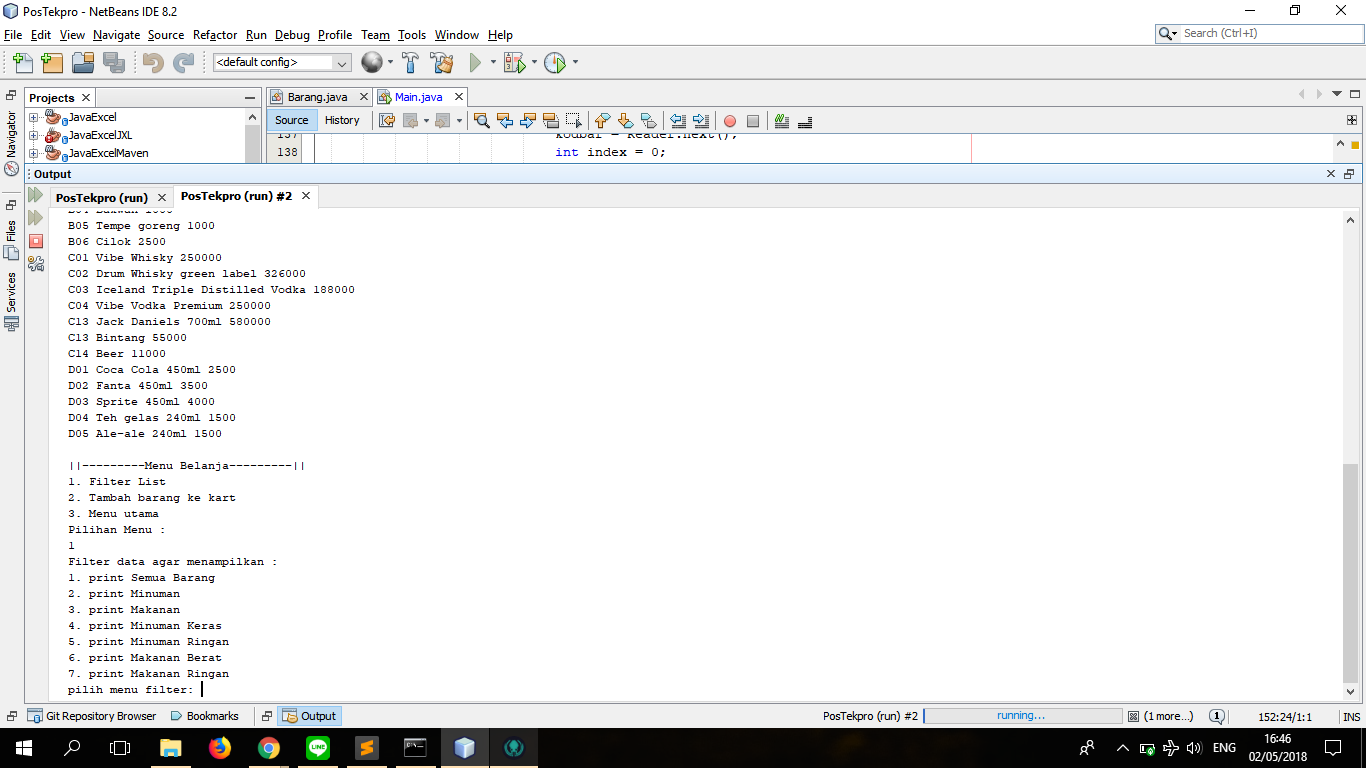 PosTekpro - NetBeans IDE 8.2
File Edit View Navigate Source Refactor Run Debug Profile Team Tools Window Help
Search (Ctrl+I)
<default config>
Projects
Barang.java
Main.java
Navigator
Files
Services
JavaExcel
JavaExcelJXL
JavaExcelMaven
Source History
137 kodbar = Reader.next();
138 int index = 0;
Output
PosTekpro (run)
PosTekpro (run) #2
B05 Tempe goreng 1000
B06 Cilok 2500
C01 Vibe Whisky 250000
C02 Drum Whisky green label 326000
C03 Iceland Triple Distilled Vodka 188000
C04 Vibe Vodka Premium 250000
C13 Jack Daniels 700ml 580000
C13 Bintang 55000
C14 Beer 11000
D01 Coca Cola 450ml 2500
D02 Fanta 450ml 3500
D03 Sprite 450ml 4000
D04 Teh gelas 240ml 1500
D05 Ale-ale 240ml 1500
||---------Menu Belanja---------||
1. Filter List
2. Tambah barang ke kart
3. Menu utama
Pilihan Menu :
1
Filter data agar menampilkan :
1. print Semua Barang
2. print Minuman
3. print Makanan
4. print Minuman Keras
5. print Minuman Ringan
6. print Makanan Berat
7. print Makanan Ringan
pilih menu filter:
Git Repository Browser
Bookmarks
Output
PosTekpro (run) #2
running...
(1 more...)
1
152:24/1:1
INS
ENG
16:46
02/05/2018